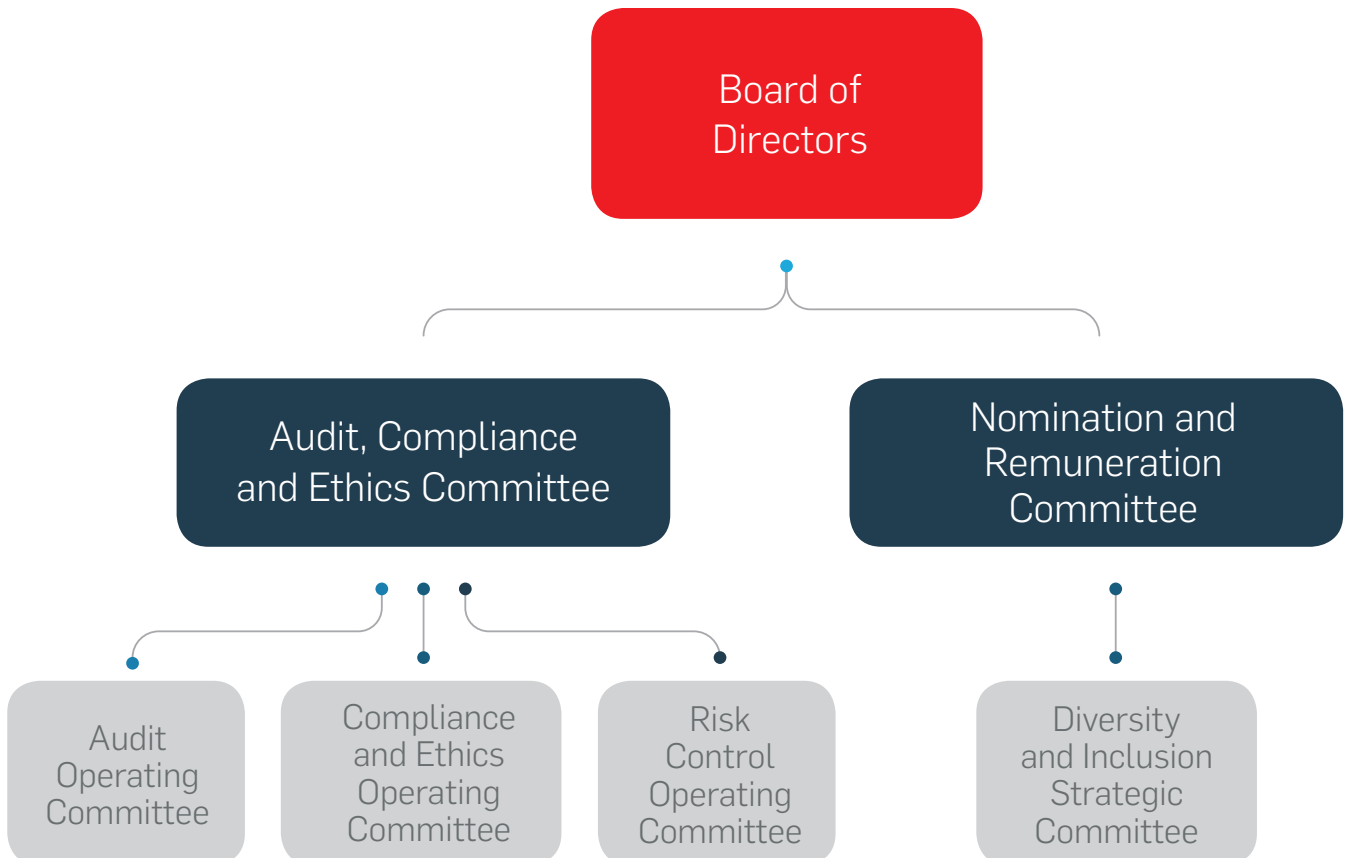 Board of
Directors
Audit, Compliance
and Ethics Committee
Nomination and
Remuneration
Committee
Audit
Operating
Committee
Compliance
and Ethics
Operating
Committee
Risk
Control
Operating
Committee
Diversity
and Inclusion
Strategic
Committee